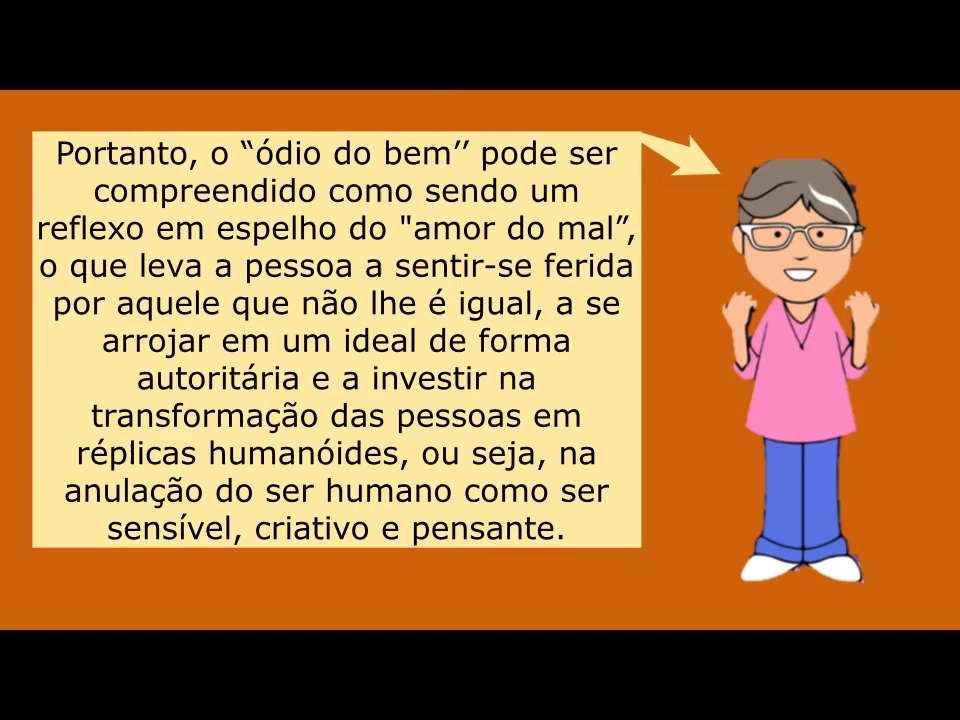 Portanto, o “ódio do bem’’ pode ser
compreendido como sendo um
reflexo em espelho do "amor do mal”,
o que leva a pessoa a sentir-se ferida
por aquele que não lhe é igual, a se
arrojar em um ideal de forma
autoritária e a investir na
transformação das pessoas em
réplicas humanóides, ou seja, na
anulação do ser humano como ser
sensível, criativo e pensante.